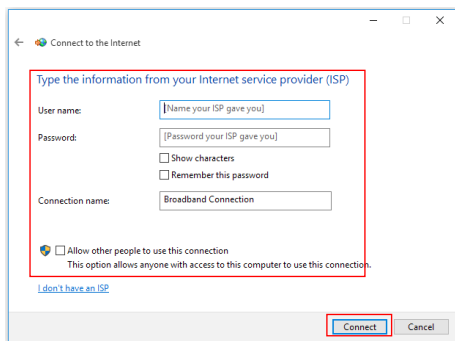 Connect to the Internet
Type the information from your Internet service provider (ISP)
User name: [Name your ISP gave you]
Password: [Password your ISP gave you]
Show characters
Remember this password
Connection name: Broadband Connection
Allow other people to use this connection
This option allows anyone with access to this computer to use this connection.
I don't have an ISP
Connect Cancel